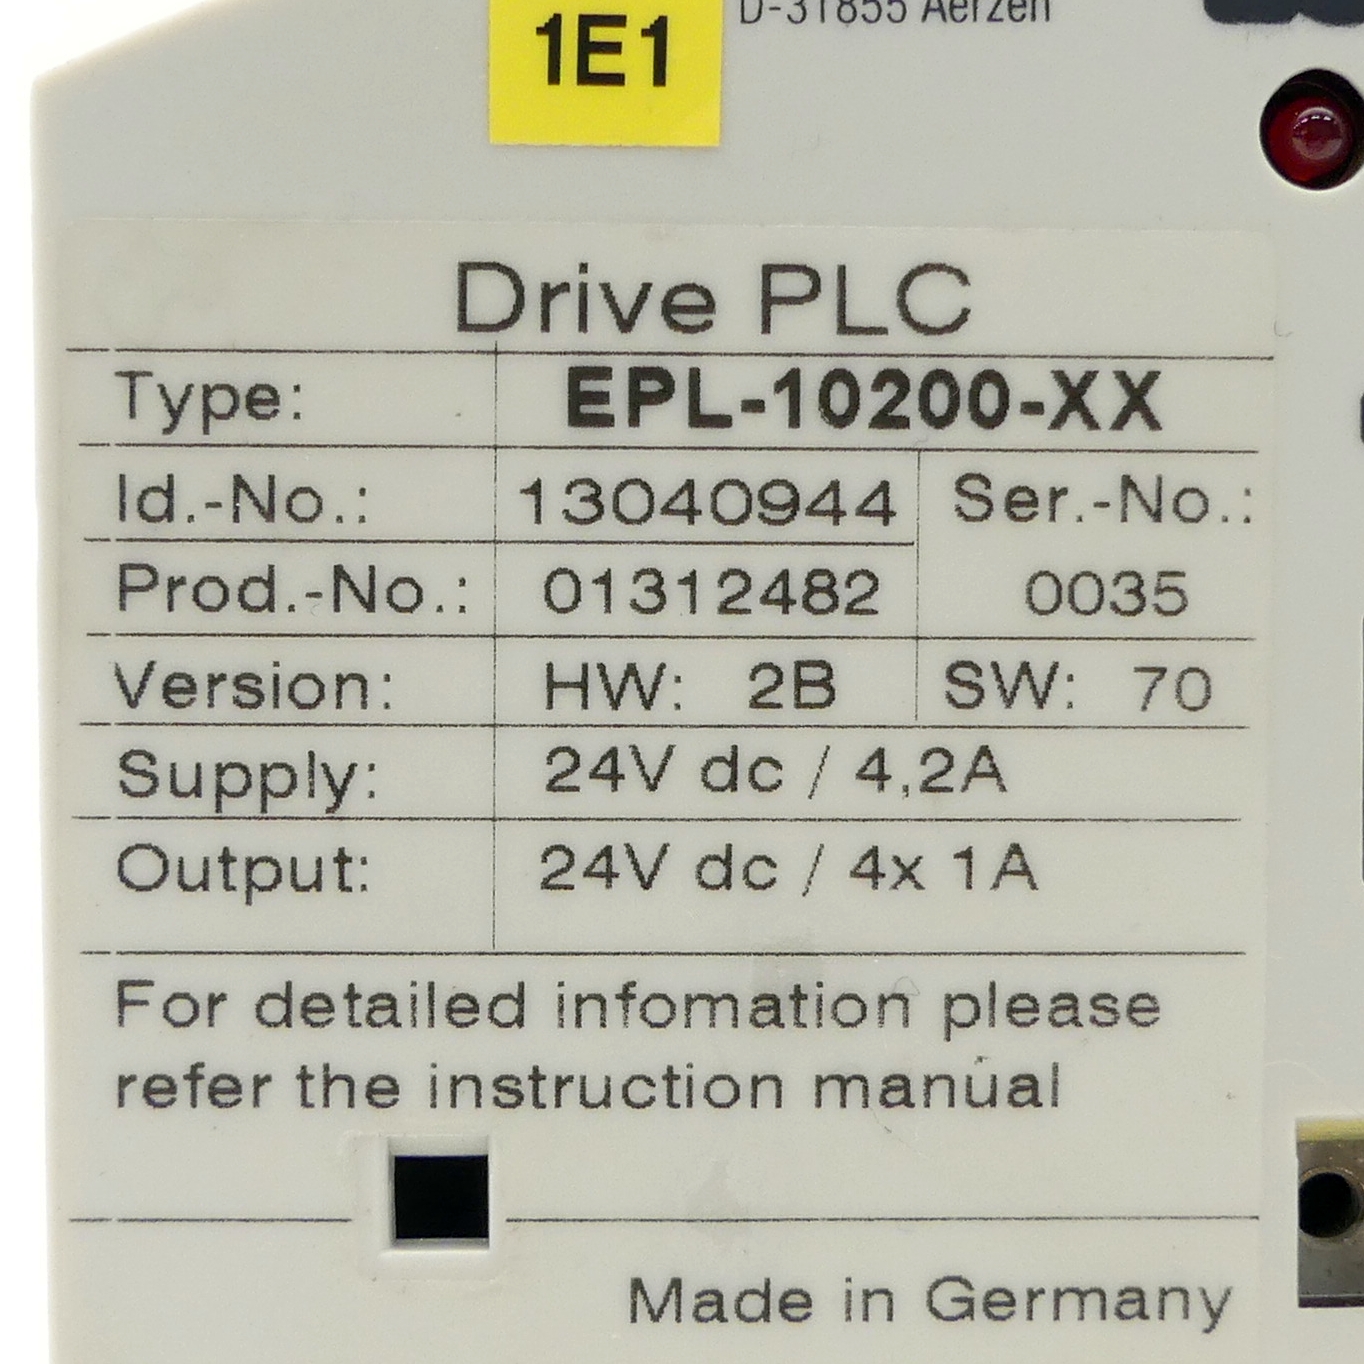 1E1
D-31855 Aerzen
Drive PLC
Type: EPL-10200-XX
Id.-No.: 13040944 Ser.-No.:
Prod.-No.: 01312482 0035
Version: HW: 2B SW: 70
Supply: 24V dc / 4,2A
Output: 24V dc / 4x 1A
For detailed infomation please
refer the instruction manual
Made in Germany